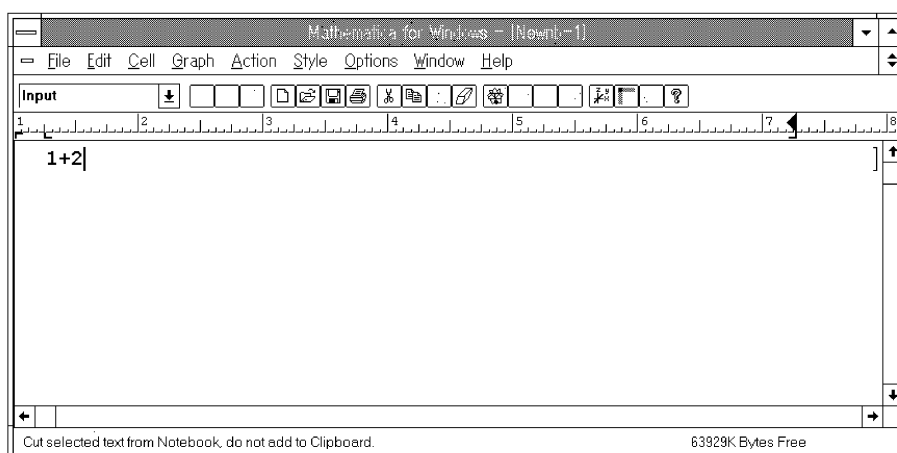 Mathematica for Windows - [Newnb-1]
File Edit Cell Graph Action Style Options Window Help
Input
1 2 3 4 5 6 7 8
1+2
Cut selected text from Notebook, do not add to Clipboard. 63929K Bytes Free